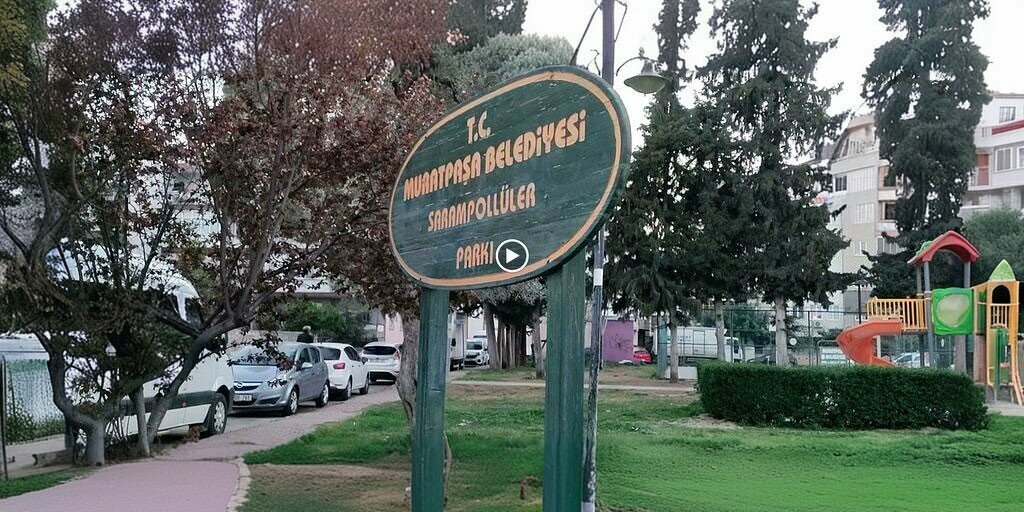 T.C.
MURATPAŞA BELEDİYESİ
SARAMPOLLÜLER
PARKI